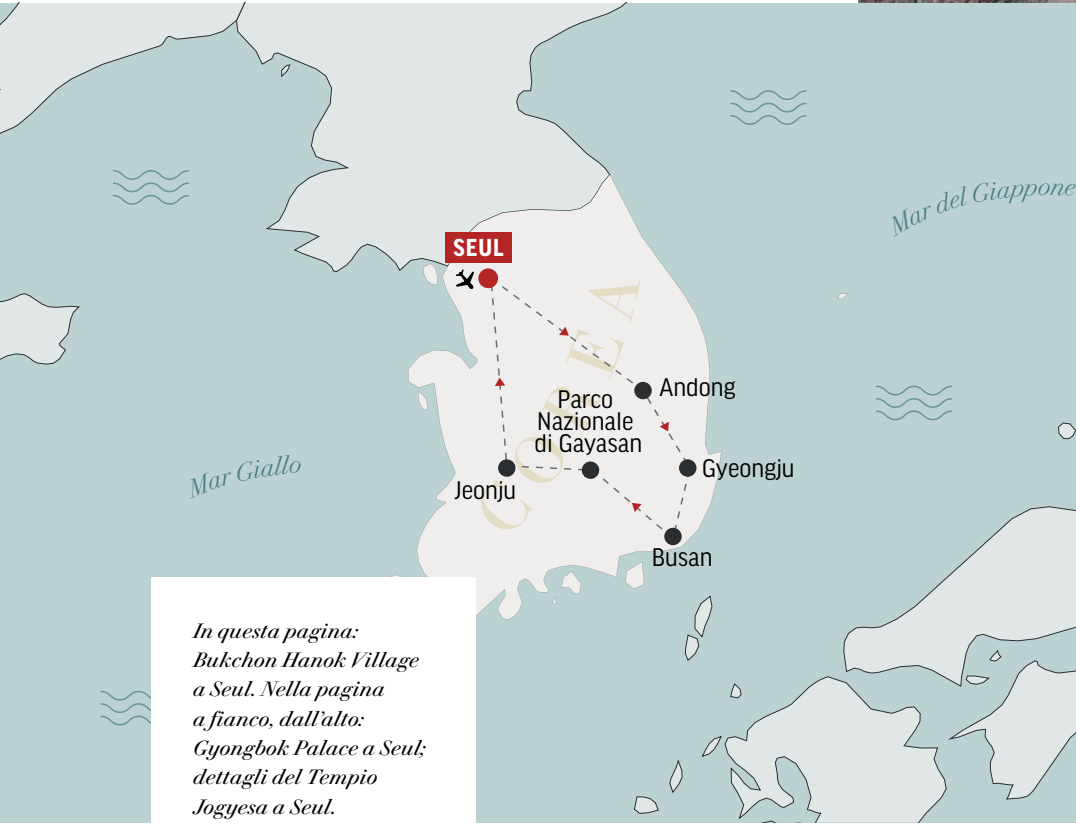 Mar del Giappone
SEUL
COREA
Andong
Parco
Nazionale
di Gayasan
Gyeongju
Jeonju
Mar Giallo
Busan
In questa pagina:
Bukchon Hanok Village
a Seul. Nella pagina
a fianco, dall'alto:
Gyongbok Palace a Seul;
dettagli del Tempio
Jogyesa a Seul.